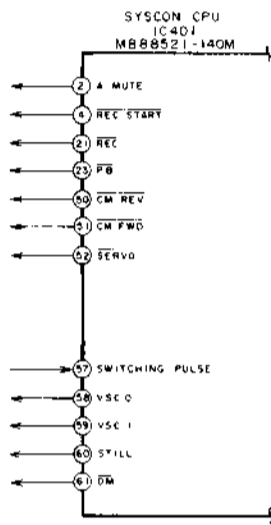 SYSCON CPU
IC401
MB88521-140M
2 A MUTE
4 REC START
21 REC
23 PB
50 CM REV
51 CM FWD
52 SERVO
57 SWITCHING PULSE
58 VSC 0
59 VSC 1
60 STILL
61 DM